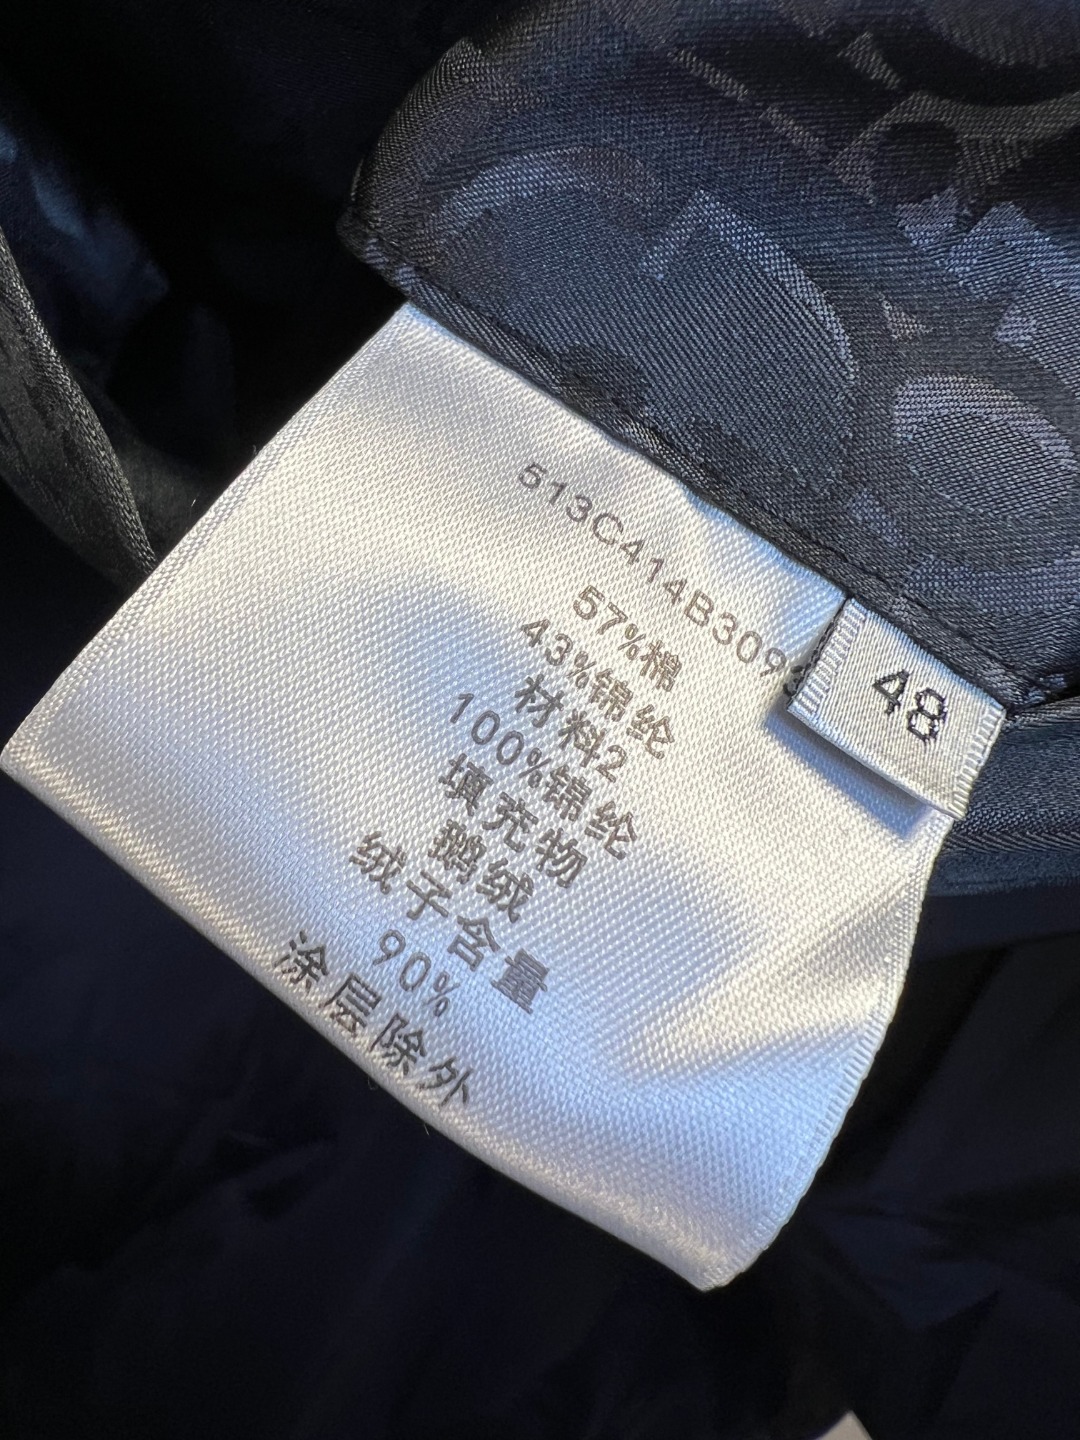 513C414B309
57%棉
43%锦纶
材料2
100%锦纶
填充物
鹅绒
绒子含量
90%
涂层除外
48